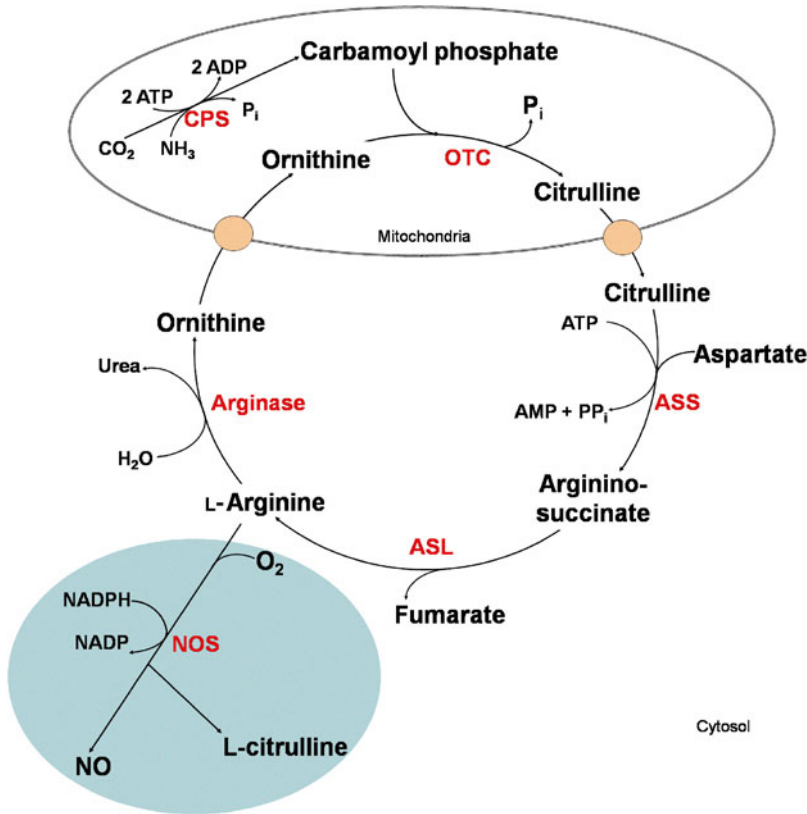 Carbamoyl phosphate
2 ADP
2 ATP
CPS
Pi
CO2
NH3
Pi
Ornithine
OTC
Citrulline
Mitochondria
Citrulline
Ornithine
ATP
Aspartate
Urea
Arginase
AMP + PPi
ASS
H2O
L-Arginine
Arginino-
succinate
ASL
O2
Fumarate
NADPH
NADP
NOS
L-citrulline
NO
Cytosol